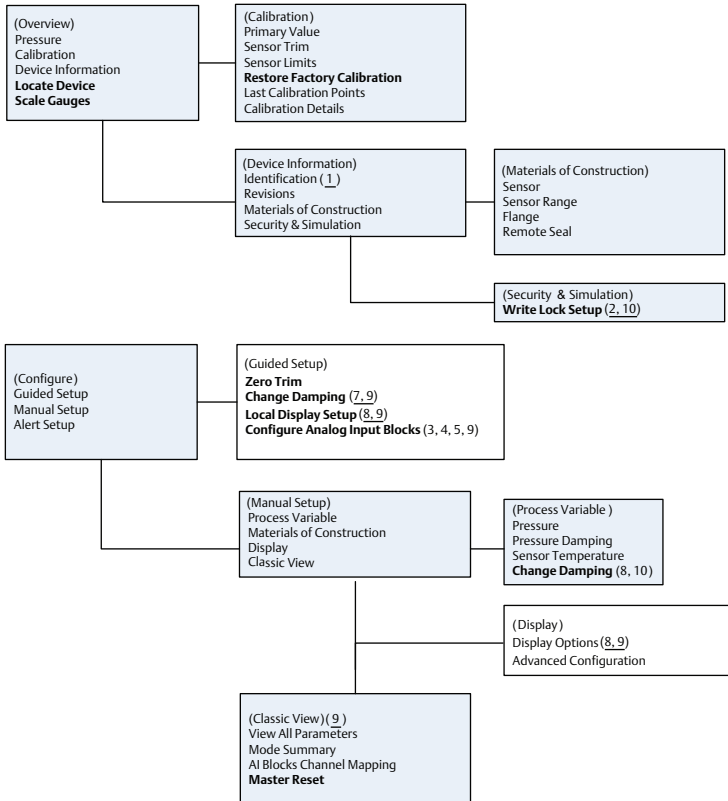 (Overview)
Pressure
Calibration
Device Information
Locate Device
Scale Gauges
(Calibration)
Primary Value
Sensor Trim
Sensor Limits
Restore Factory Calibration
Last Calibration Points
Calibration Details
(Device Information)
Identification (1)
Revisions
Materials of Construction
Security & Simulation
(Materials of Construction)
Sensor
Sensor Range
Flange
Remote Seal
(Security & Simulation)
Write Lock Setup (2, 10)
(Configure)
Guided Setup
Manual Setup
Alert Setup
(Guided Setup)
Zero Trim
Change Damping (7, 9)
Local Display Setup (8, 9)
Configure Analog Input Blocks (3, 4, 5, 9)
(Manual Setup)
Process Variable
Materials of Construction
Display
Classic View
(Process Variable )
Pressure
Pressure Damping
Sensor Temperature
Change Damping (8, 10)
(Display)
Display Options (8, 9)
Advanced Configuration
(Classic View) (9)
View All Parameters
Mode Summary
AI Blocks Channel Mapping
Master Reset